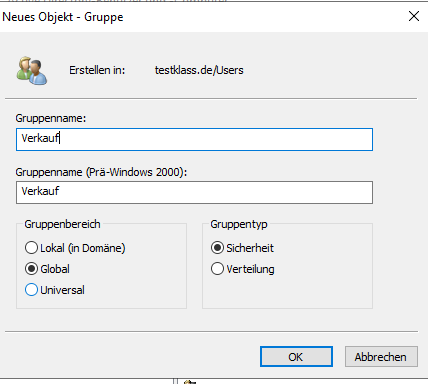 Neues Objekt - Gruppe
Erstellen in: testklass.de/Users
Gruppenname:
Verkauf
Gruppenname (Prä-Windows 2000):
Verkauf
Gruppenbereich
Gruppentyp
Lokal (in Domäne)
Sicherheit
Global
Verteilung
Universal
OK
Abbrechen